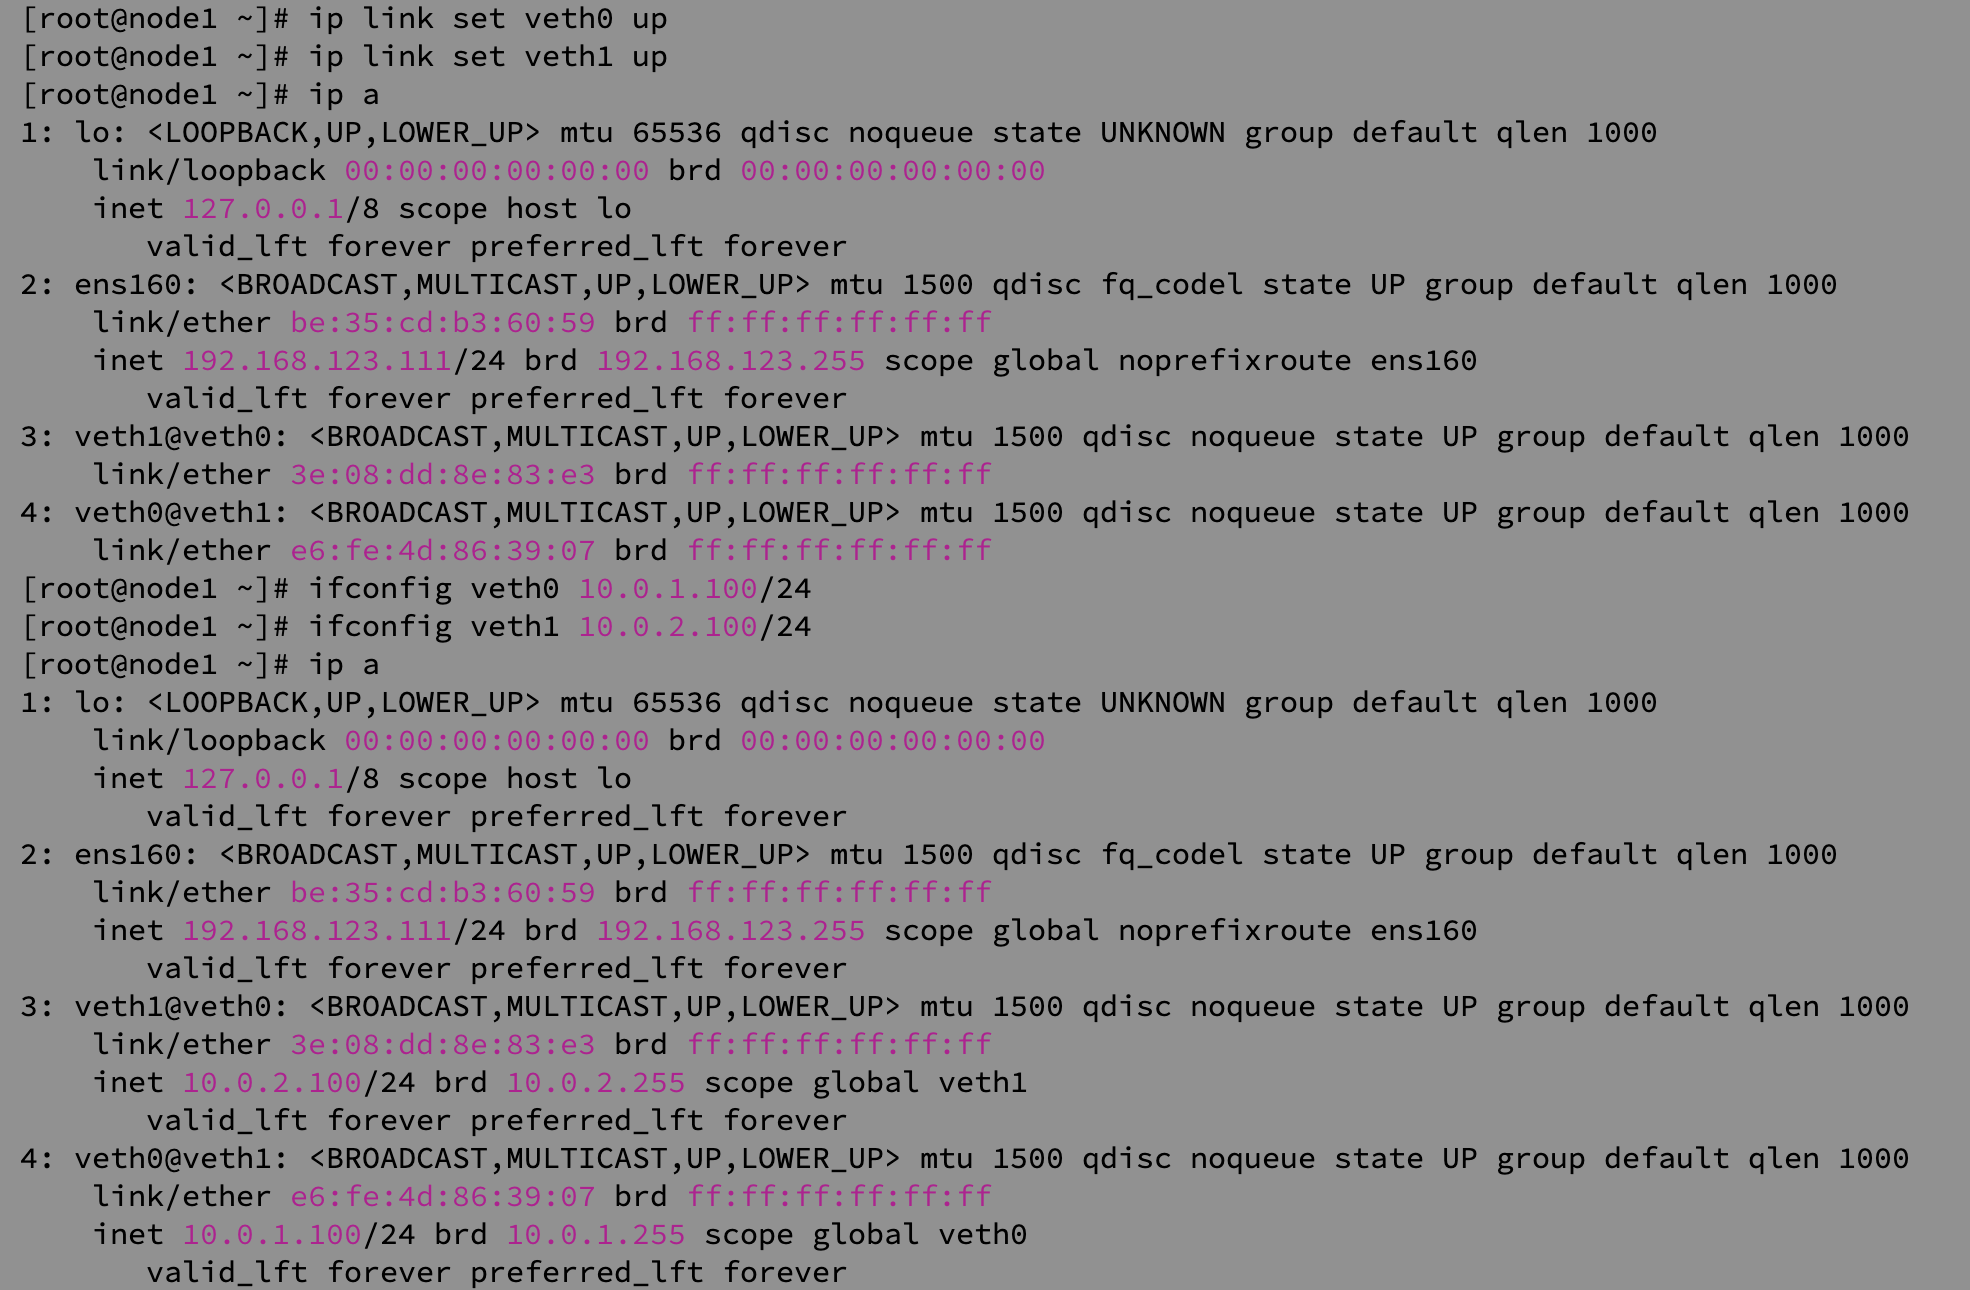 [root@node1 ~]# ip link set veth0 up
[root@node1 ~]# ip link set veth1 up
[root@node1 ~]# ip a
1: lo: <LOOPBACK,UP,LOWER_UP> mtu 65536 qdisc noqueue state UNKNOWN group default qlen 1000
    link/loopback 00:00:00:00:00:00 brd 00:00:00:00:00:00
    inet 127.0.0.1/8 scope host lo
       valid_lft forever preferred_lft forever
2: ens160: <BROADCAST,MULTICAST,UP,LOWER_UP> mtu 1500 qdisc fq_codel state UP group default qlen 1000
    link/ether be:35:cd:b3:60:59 brd ff:ff:ff:ff:ff:ff
    inet 192.168.123.111/24 brd 192.168.123.255 scope global noprefixroute ens160
       valid_lft forever preferred_lft forever
3: veth1@veth0: <BROADCAST,MULTICAST,UP,LOWER_UP> mtu 1500 qdisc noqueue state UP group default qlen 1000
    link/ether 3e:08:dd:8e:83:e3 brd ff:ff:ff:ff:ff:ff
4: veth0@veth1: <BROADCAST,MULTICAST,UP,LOWER_UP> mtu 1500 qdisc noqueue state UP group default qlen 1000
    link/ether e6:fe:4d:86:39:07 brd ff:ff:ff:ff:ff:ff
[root@node1 ~]# ifconfig veth0 10.0.1.100/24
[root@node1 ~]# ifconfig veth1 10.0.2.100/24
[root@node1 ~]# ip a
1: lo: <LOOPBACK,UP,LOWER_UP> mtu 65536 qdisc noqueue state UNKNOWN group default qlen 1000
    link/loopback 00:00:00:00:00:00 brd 00:00:00:00:00:00
    inet 127.0.0.1/8 scope host lo
       valid_lft forever preferred_lft forever
2: ens160: <BROADCAST,MULTICAST,UP,LOWER_UP> mtu 1500 qdisc fq_codel state UP group default qlen 1000
    link/ether be:35:cd:b3:60:59 brd ff:ff:ff:ff:ff:ff
    inet 192.168.123.111/24 brd 192.168.123.255 scope global noprefixroute ens160
       valid_lft forever preferred_lft forever
3: veth1@veth0: <BROADCAST,MULTICAST,UP,LOWER_UP> mtu 1500 qdisc noqueue state UP group default qlen 1000
    link/ether 3e:08:dd:8e:83:e3 brd ff:ff:ff:ff:ff:ff
    inet 10.0.2.100/24 brd 10.0.2.255 scope global veth1
       valid_lft forever preferred_lft forever
4: veth0@veth1: <BROADCAST,MULTICAST,UP,LOWER_UP> mtu 1500 qdisc noqueue state UP group default qlen 1000
    link/ether e6:fe:4d:86:39:07 brd ff:ff:ff:ff:ff:ff
    inet 10.0.1.100/24 brd 10.0.1.255 scope global veth0
       valid_lft forever preferred_lft forever